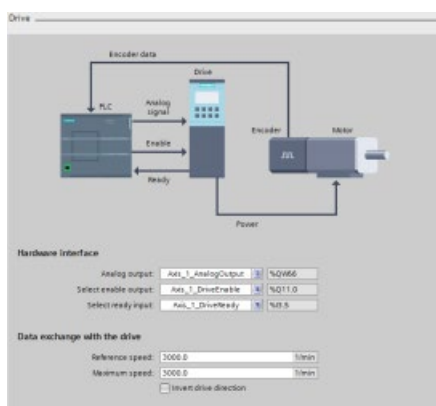 Drive
Encoder data
Drive
PLC
Analog
signal
Encoder
Motor
Enable
Ready
Power
Hardware interface
Analog output: Axis_1_AnalogOutput %QW66
Select enable output: Axis_1_DriveEnable %Q11.0
Select ready input: Axis_1_DriveReady %I3.5
Data exchange with the drive
Reference speed: 3000.0 1/min
Maximum speed: 3000.0 1/min
Invert drive direction